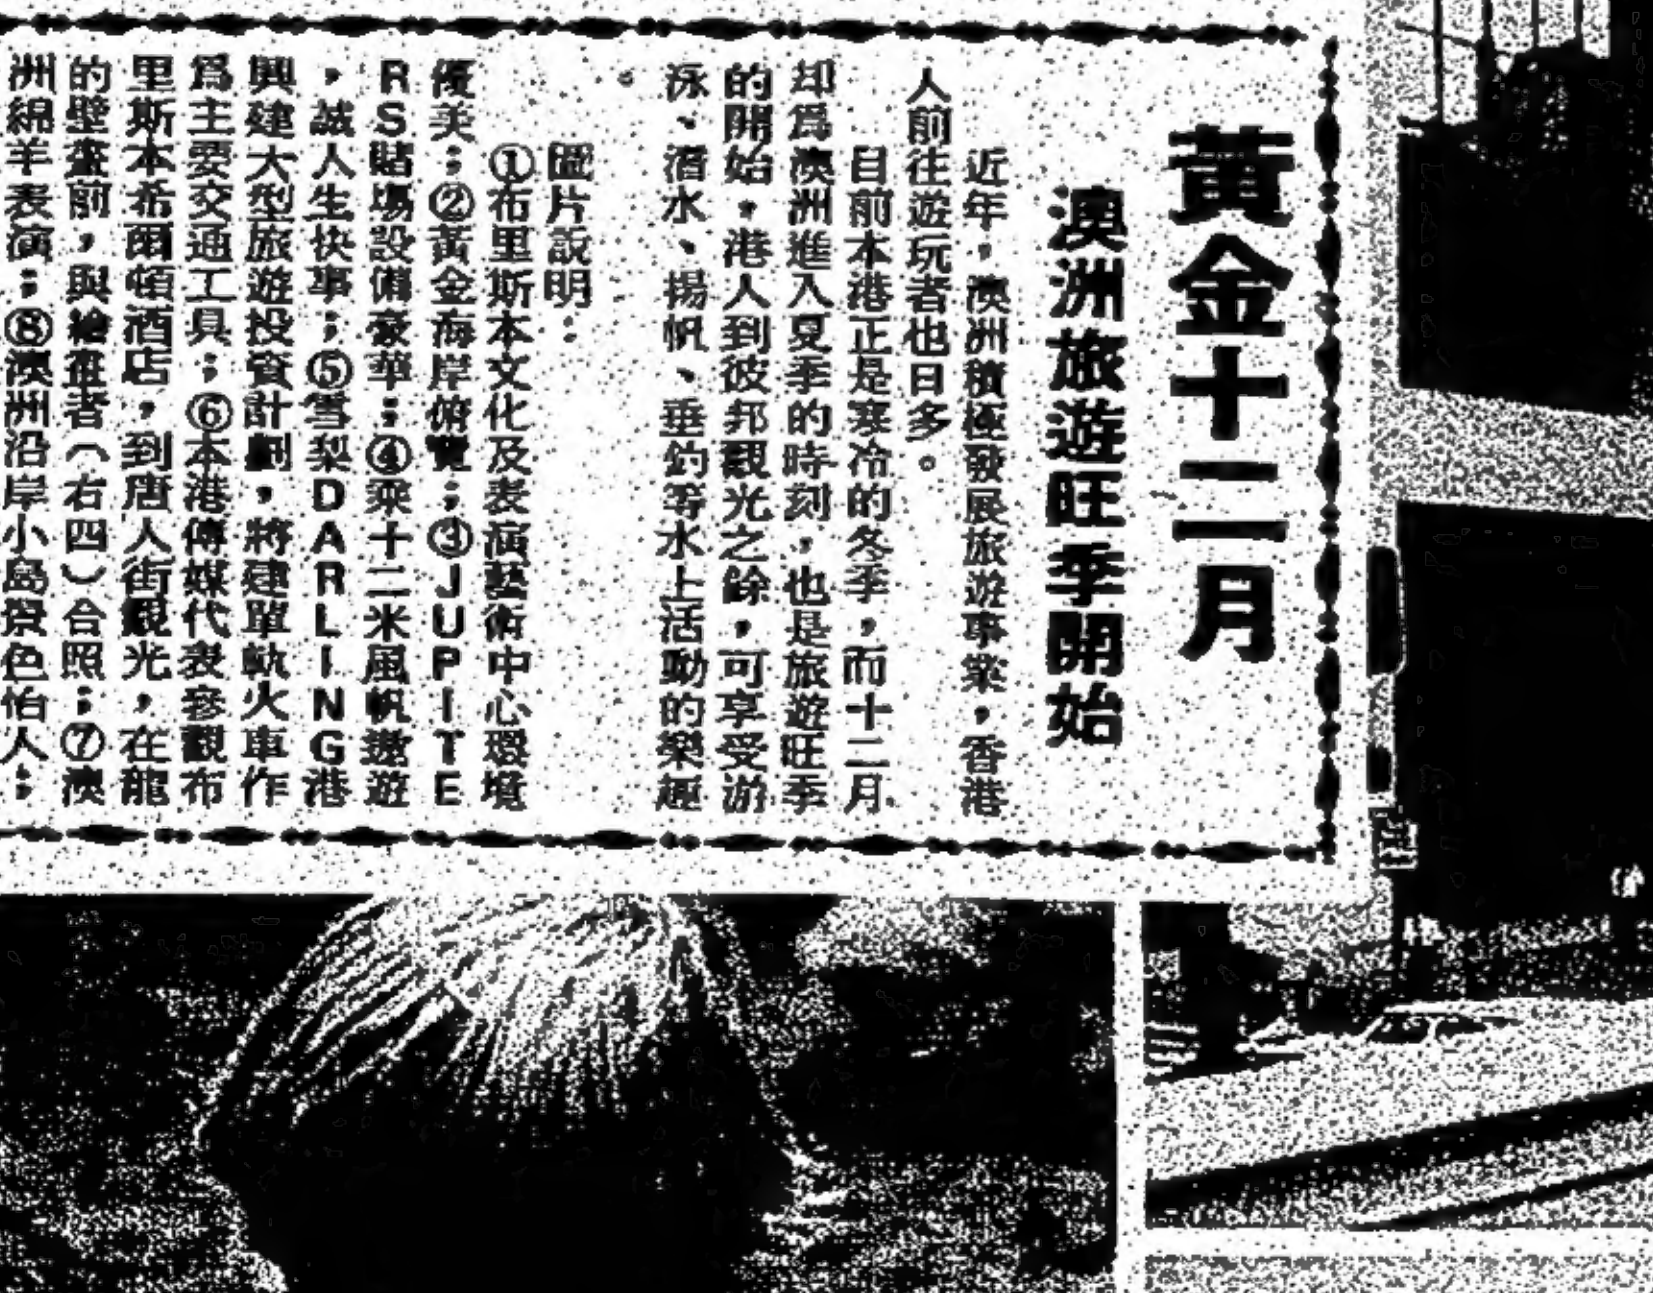 黃金十二月
澳洲旅遊旺季開始
近年，澳洲積極發展旅遊事業，香港
人前往遊玩者也日多。
目前本港正是寒冷的冬季，而十二月
却爲澳洲進入夏季的時刻，也是旅遊旺季
的開始，港人到彼邦觀光之餘，可享受游
泳、潛水、揚帆、垂釣等水上活動的樂趣
。
圖片說明：
①布里斯本文化及表演藝術中心環境
優美；②黃金海岸俯覽；③JUPITE
RS賭場設備豪華；④乘十二米風帆遨遊
，誠人生快事；⑤雪梨DARLING港
興建大型旅遊投資計劃，將建單軌火車作
爲主要交通工具；⑥本港傳媒代表參觀布
里斯本希爾頓酒店，到唐人街觀光，在龍
的壁畫前，與繪畫者（右四）合照；⑦澳
洲綿羊表演；⑧澳洲沿岸小島景色怡人；